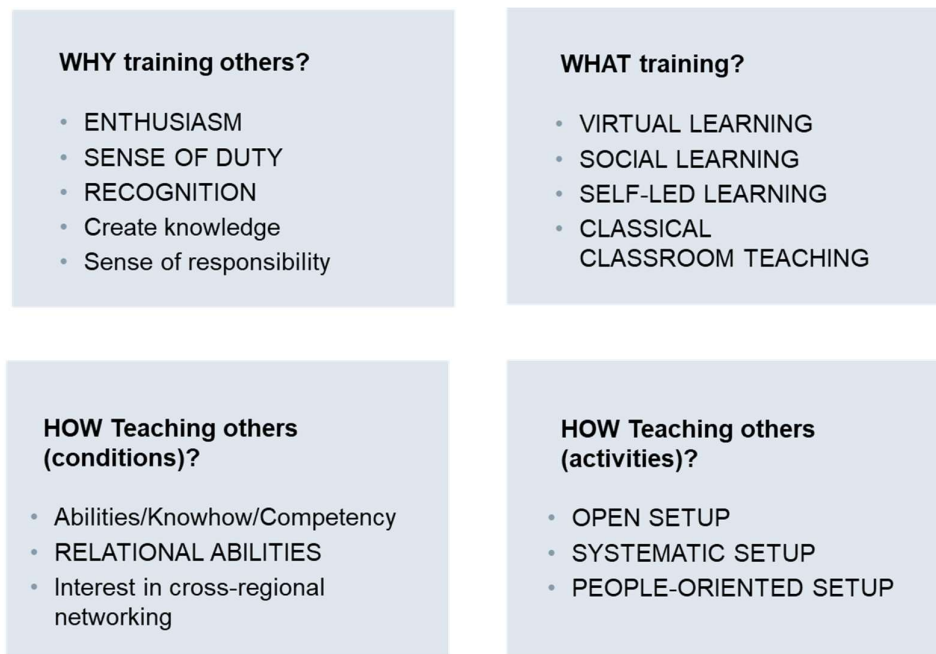 WHY training others?
• ENTHUSIASM
• SENSE OF DUTY
• RECOGNITION
• Create knowledge
• Sense of responsibility
WHAT training?
• VIRTUAL LEARNING
• SOCIAL LEARNING
• SELF-LED LEARNING
• CLASSICAL
CLASSROOM TEACHING
HOW Teaching others
(conditions)?
• Abilities/Knowhow/Competency
• RELATIONAL ABILITIES
• Interest in cross-regional
networking
HOW Teaching others
(activities)?
• OPEN SETUP
• SYSTEMATIC SETUP
• PEOPLE-ORIENTED SETUP